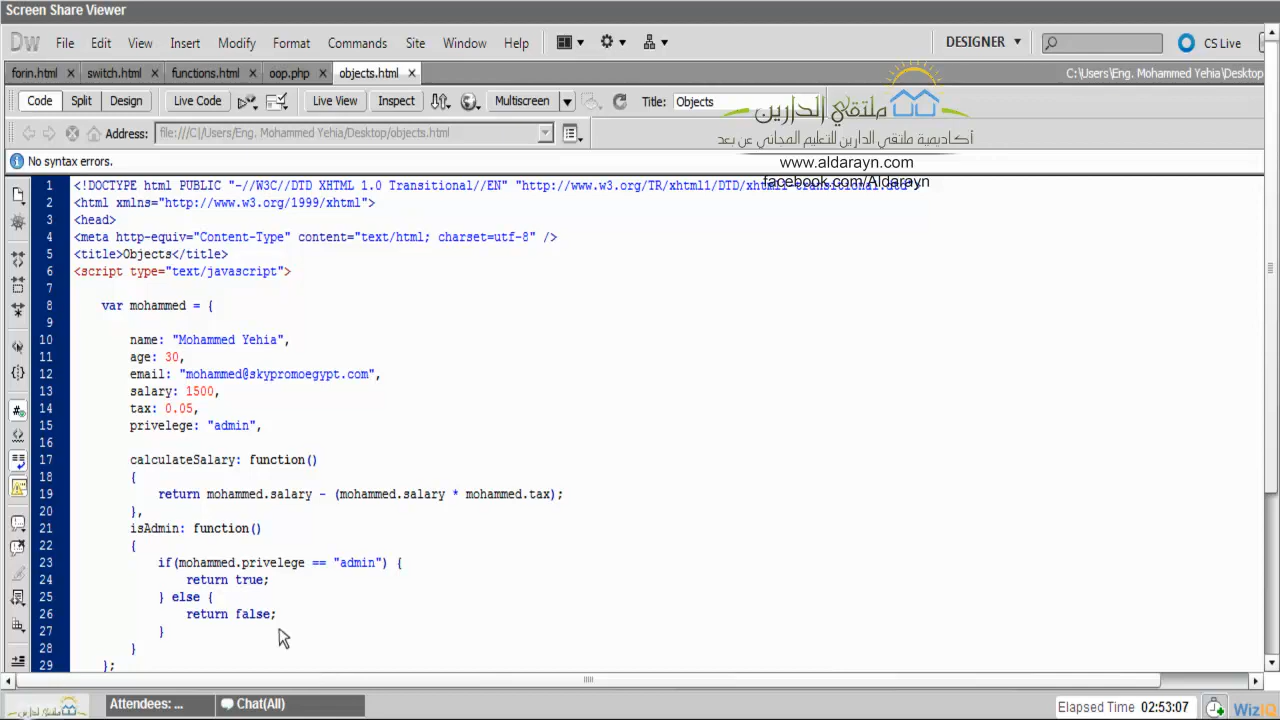 Screen Share Viewer
Dw File Edit View Insert Modify Format Commands Site Window Help DESIGNER CS Live
forin.html × switch.html × functions.html × oop.php × objects.html × C:\Users\Eng. Mohammed Yehia\Desktop
Code Split Design Live Code Live View Inspect Multiscreen Title: Objects
ملتقي الدارين
Address: file:///C|/Users/Eng. Mohammed Yehia/Desktop/objects.html
أكاديمية ملتقي الدارين للتعليم المجاني عن بعد
No syntax errors.
www.aldarayn.com
facebook.com/Aldarayn
1 <!DOCTYPE html PUBLIC "-//W3C//DTD XHTML 1.0 Transitional//EN" "http://www.w3.org/TR/xhtml1/DTD/
2 <html xmlns="http://www.w3.org/1999/xhtml">
3 <head>
4 <meta http-equiv="Content-Type" content="text/html; charset=utf-8" />
5 <title>Objects</title>
6 <script type="text/javascript">
7
8 var mohammed = {
9
10 name: "Mohammed Yehia",
11 age: 30,
12 email: "mohammed@skypromoegypt.com",
13 salary: 1500,
14 tax: 0.05,
15 privelege: "admin",
16
17 calculateSalary: function()
18 {
19 return mohammed.salary - (mohammed.salary * mohammed.tax);
20 },
21 isAdmin: function()
22 {
23 if(mohammed.privelege == "admin") {
24 return true;
25 } else {
26 return false;
27 }
28 }
29 };
Attendees: ... Chat(All) Elapsed Time 02:53:07 WizIQ